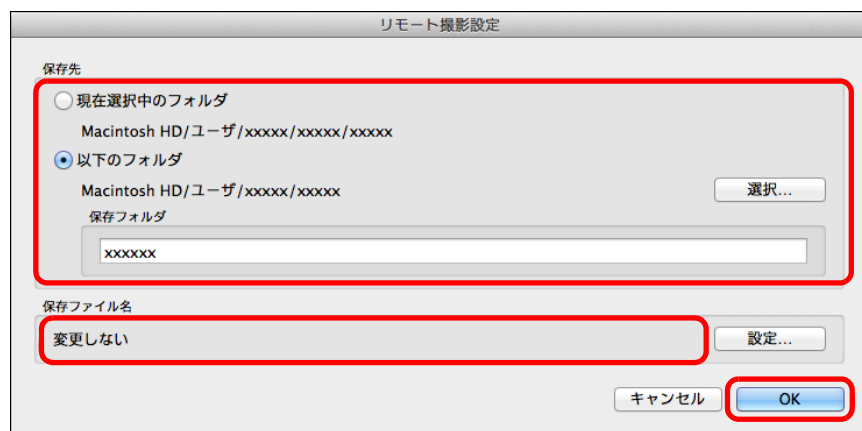 リモート撮影設定
保存先
現在選択中のフォルダ
Macintosh HD/ユーザ/xxxxx/xxxxx/xxxxx
以下のフォルダ
Macintosh HD/ユーザ/xxxxx/xxxxx
選択...
保存フォルダ
xxxxxx
保存ファイル名
変更しない
設定...
キャンセル
OK